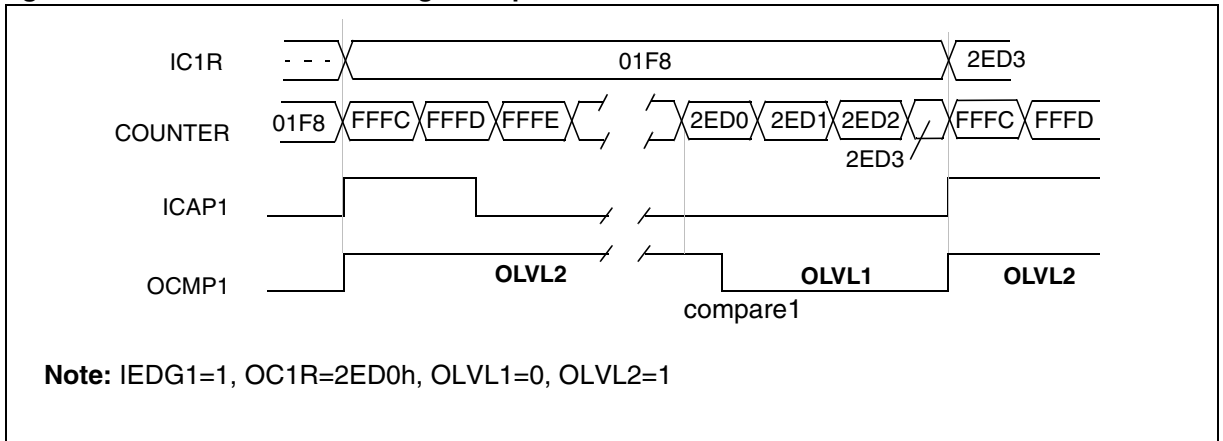 IC1R - - - 01F8 2ED3
COUNTER 01F8 FFFC FFFD FFFE 2ED0 2ED1 2ED2 FFFC FFFD
2ED3
ICAP1
OCMP1 OLVL2 OLVL1 OLVL2
compare1
Note: IEDG1=1, OC1R=2ED0h, OLVL1=0, OLVL2=1